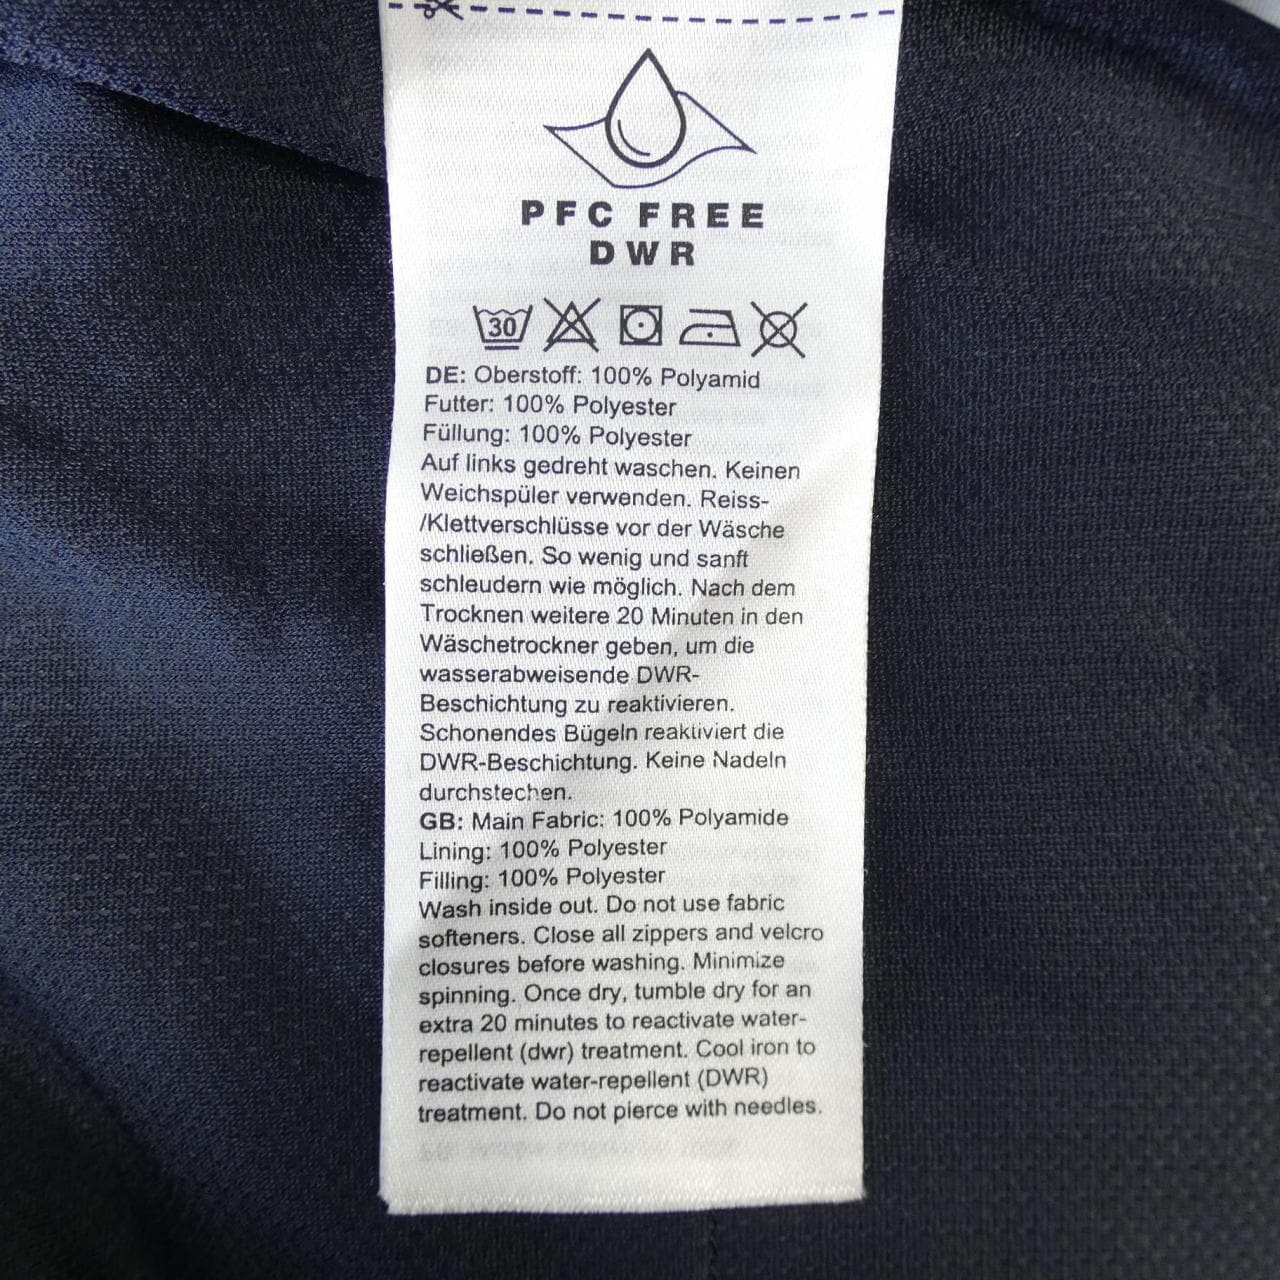 PFC FREE
DWR
30
DE: Oberstoff: 100% Polyamid
Futter: 100% Polyester
Füllung: 100% Polyester
Auf links gedreht waschen. Keinen
Weichspüler verwenden. Reiss-
/Klettverschlüsse vor der Wäsche
schließen. So wenig und sanft
schleudern wie möglich. Nach dem
Trocknen weitere 20 Minuten in den
Wäschetrockner geben, um die
wasserabweisende DWR-
Beschichtung zu reaktivieren.
Schonendes Bügeln reaktiviert die
DWR-Beschichtung. Keine Nadeln
durchstechen.
GB: Main Fabric: 100% Polyamide
Lining: 100% Polyester
Filling: 100% Polyester
Wash inside out. Do not use fabric
softeners. Close all zippers and velcro
closures before washing. Minimize
spinning. Once dry, tumble dry for an
extra 20 minutes to reactivate water-
repellent (dwr) treatment. Cool iron to
reactivate water-repellent (DWR)
treatment. Do not pierce with needles.